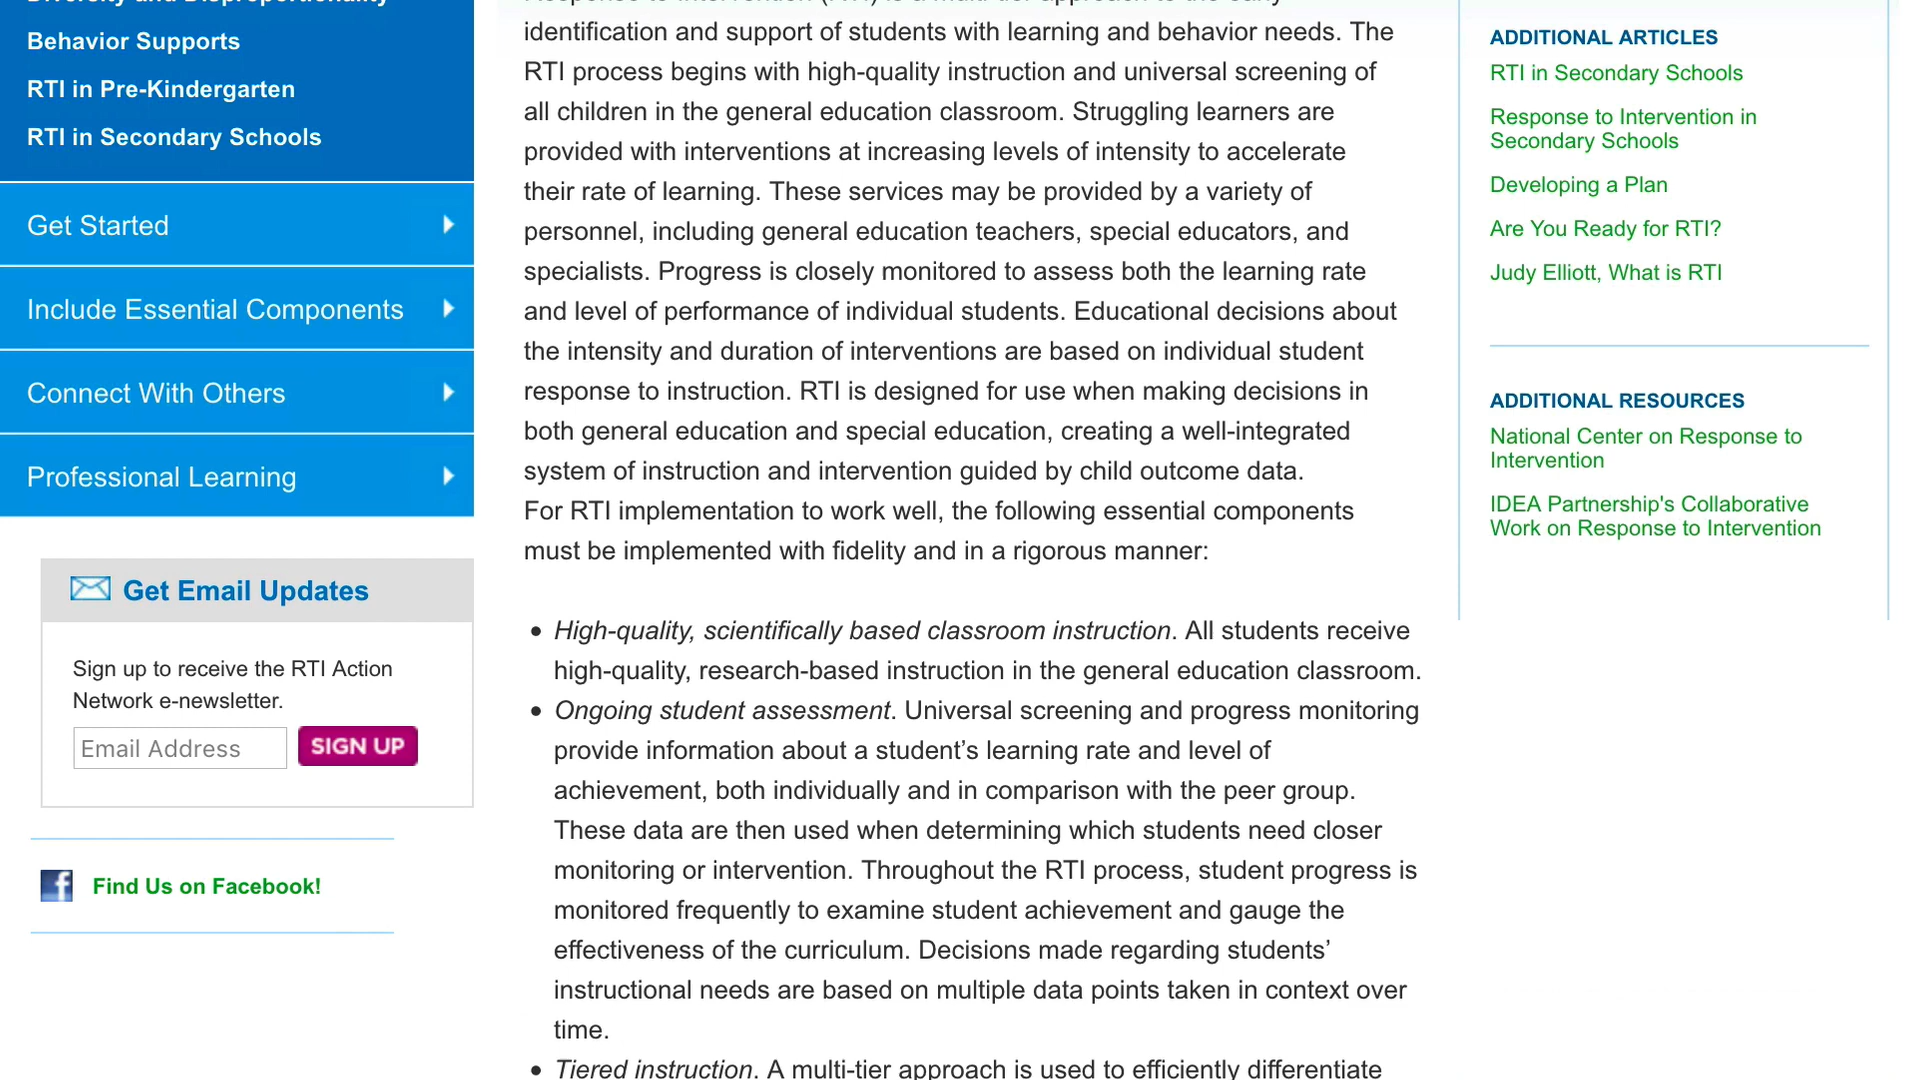 Diversity and Disproportionality
Behavior Supports
RTI in Pre-Kindergarten
RTI in Secondary Schools
Get Started
Include Essential Components
Connect With Others
Professional Learning
Get Email Updates
Sign up to receive the RTI Action
Network e-newsletter.
Email Address
SIGN UP
Find Us on Facebook!
Response to Intervention (RTI) is a multi-tier approach to the early
identification and support of students with learning and behavior needs. The
RTI process begins with high-quality instruction and universal screening of
all children in the general education classroom. Struggling learners are
provided with interventions at increasing levels of intensity to accelerate
their rate of learning. These services may be provided by a variety of
personnel, including general education teachers, special educators, and
specialists. Progress is closely monitored to assess both the learning rate
and level of performance of individual students. Educational decisions about
the intensity and duration of interventions are based on individual student
response to instruction. RTI is designed for use when making decisions in
both general education and special education, creating a well-integrated
system of instruction and intervention guided by child outcome data.
For RTI implementation to work well, the following essential components
must be implemented with fidelity and in a rigorous manner:
• High-quality, scientifically based classroom instruction. All students receive
high-quality, research-based instruction in the general education classroom.
• Ongoing student assessment. Universal screening and progress monitoring
provide information about a student’s learning rate and level of
achievement, both individually and in comparison with the peer group.
These data are then used when determining which students need closer
monitoring or intervention. Throughout the RTI process, student progress is
monitored frequently to examine student achievement and gauge the
effectiveness of the curriculum. Decisions made regarding students’
instructional needs are based on multiple data points taken in context over
time.
• Tiered instruction. A multi-tier approach is used to efficiently differentiate
ADDITIONAL ARTICLES
RTI in Secondary Schools
Response to Intervention in
Secondary Schools
Developing a Plan
Are You Ready for RTI?
Judy Elliott, What is RTI
ADDITIONAL RESOURCES
National Center on Response to
Intervention
IDEA Partnership's Collaborative
Work on Response to Intervention